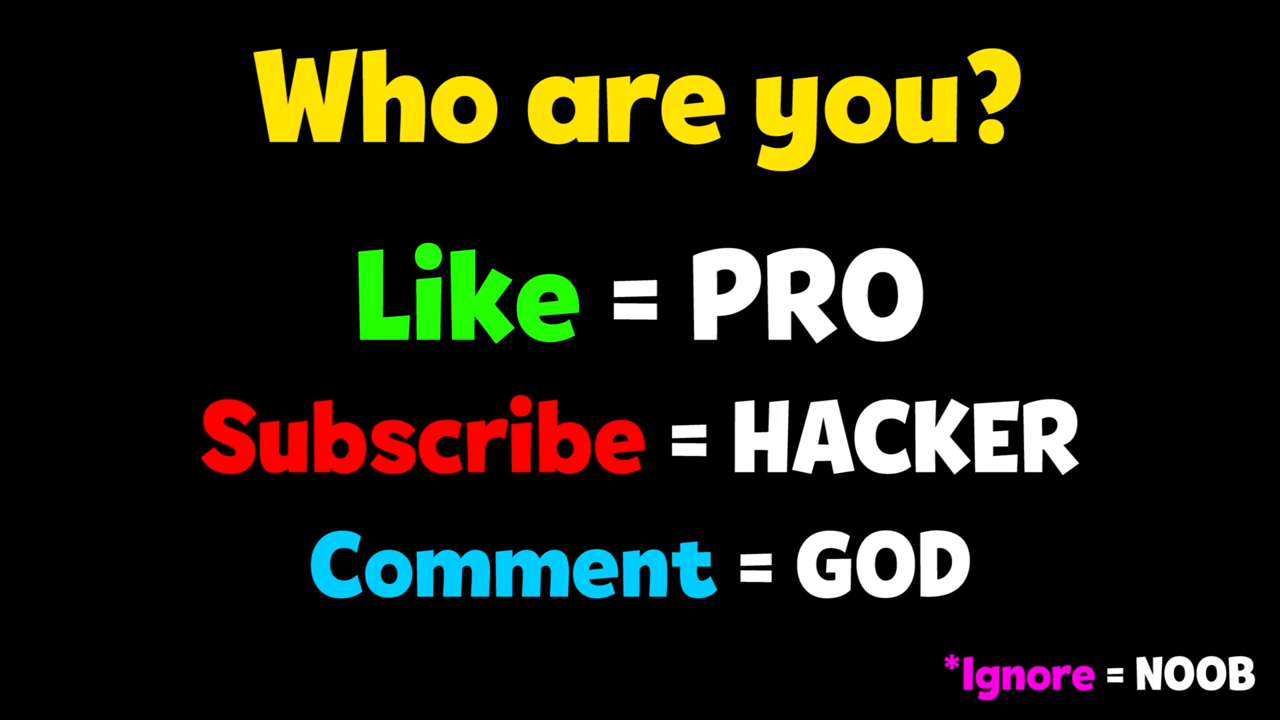 Who are you?
Like = PRO
Subscribe = HACKER
Comment = GOD
*Ignore = NOOB